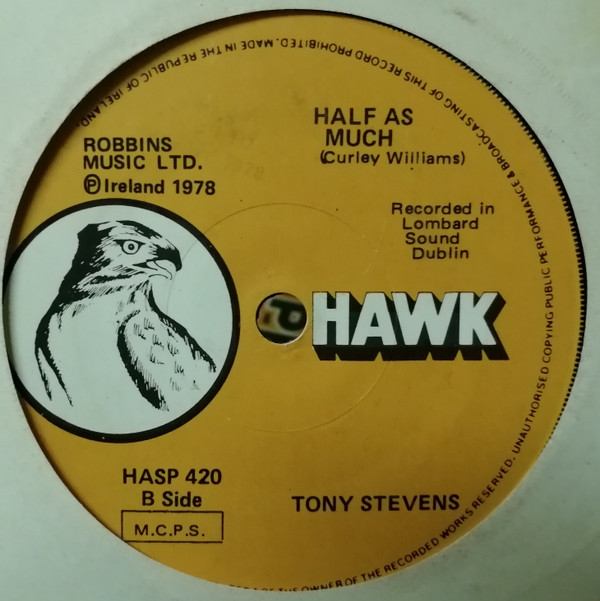 HALF AS
MUCH
(Curley Williams)
ROBBINS
MUSIC LTD.
Ⓟ Ireland 1978
Recorded in
Lombard
Sound
Dublin
HAWK
HASP 420
B Side
M.C.P.S.
TONY STEVENS
OF THE OWNER OF THE RECORDED WORKS RESERVED. UNAUTHORISED COPYING PUBLIC PERFORMANCE & BROADCASTING OF THIS RECORD PROHIBITED. MADE IN THE REPUBLIC OF IRELAND.